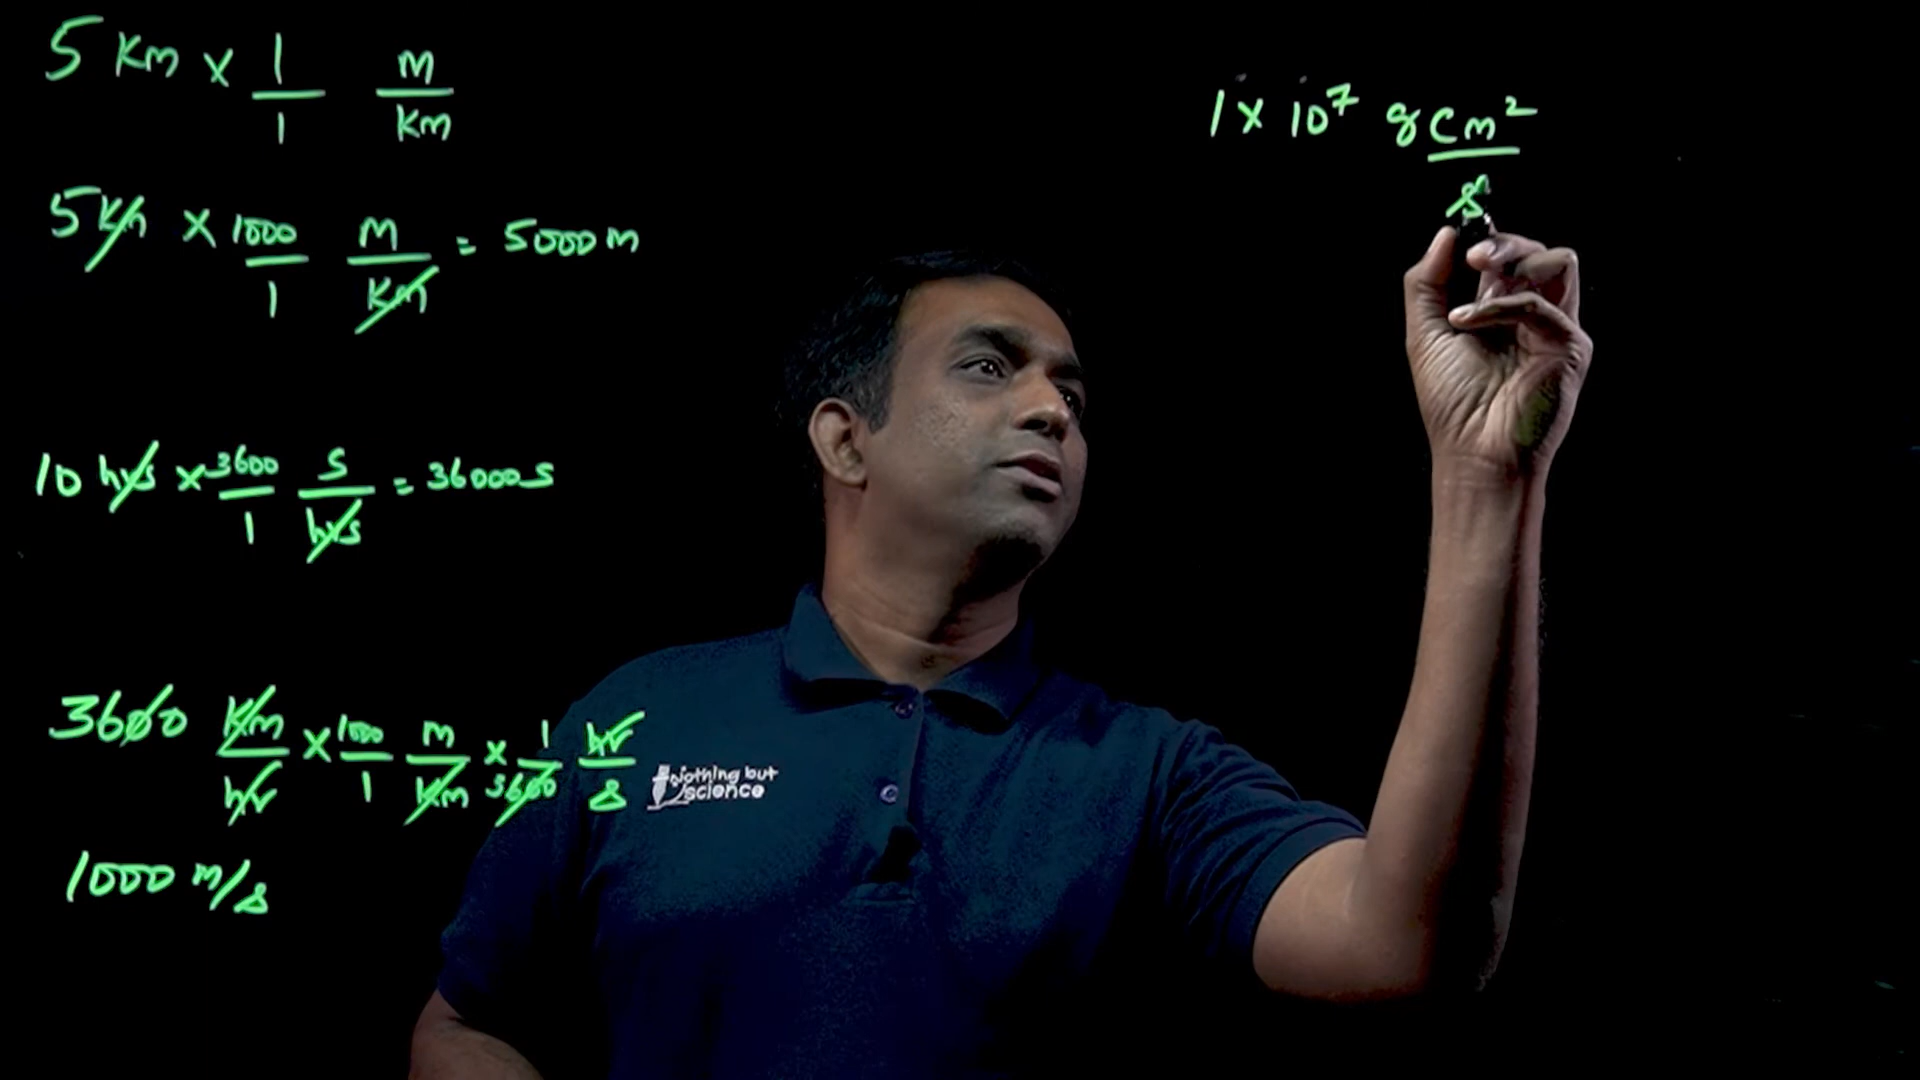 5 Km x 1/1 m/Km
5 Km x 1000/1 m/Km = 5000 m
10 hrs x 3600/1 s/hrs = 36000 s
3600 Km/hr x 1000/1 m/Km x 1/3600 hr/s
1000 m/s
1 x 10⁷ g cm²/s
Nothing but
science